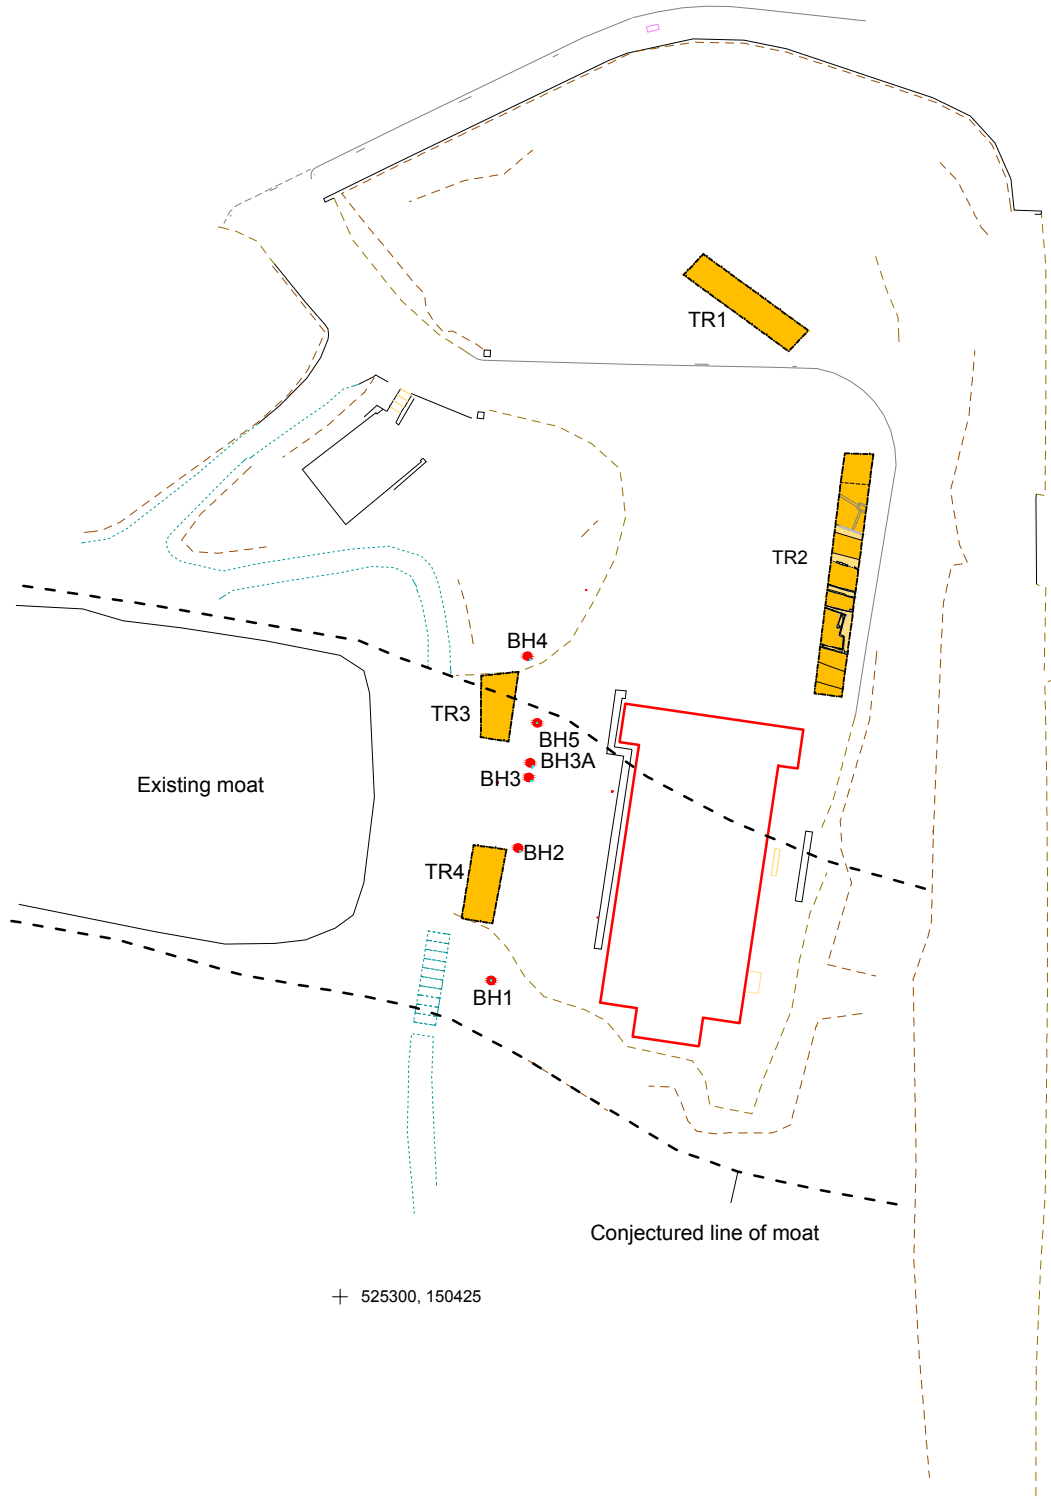 TR1
TR2
BH4
TR3
BH5
BH3A
BH3
Existing moat
BH2
TR4
BH1
Conjectured line of moat
525300, 150425